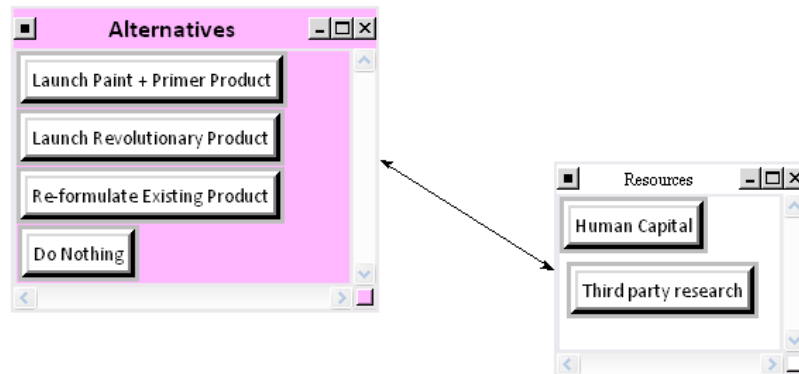 Alternatives
Launch Paint + Primer Product
Launch Revolutionary Product
Re-formulate Existing Product
Do Nothing
Resources
Human Capital
Third party research